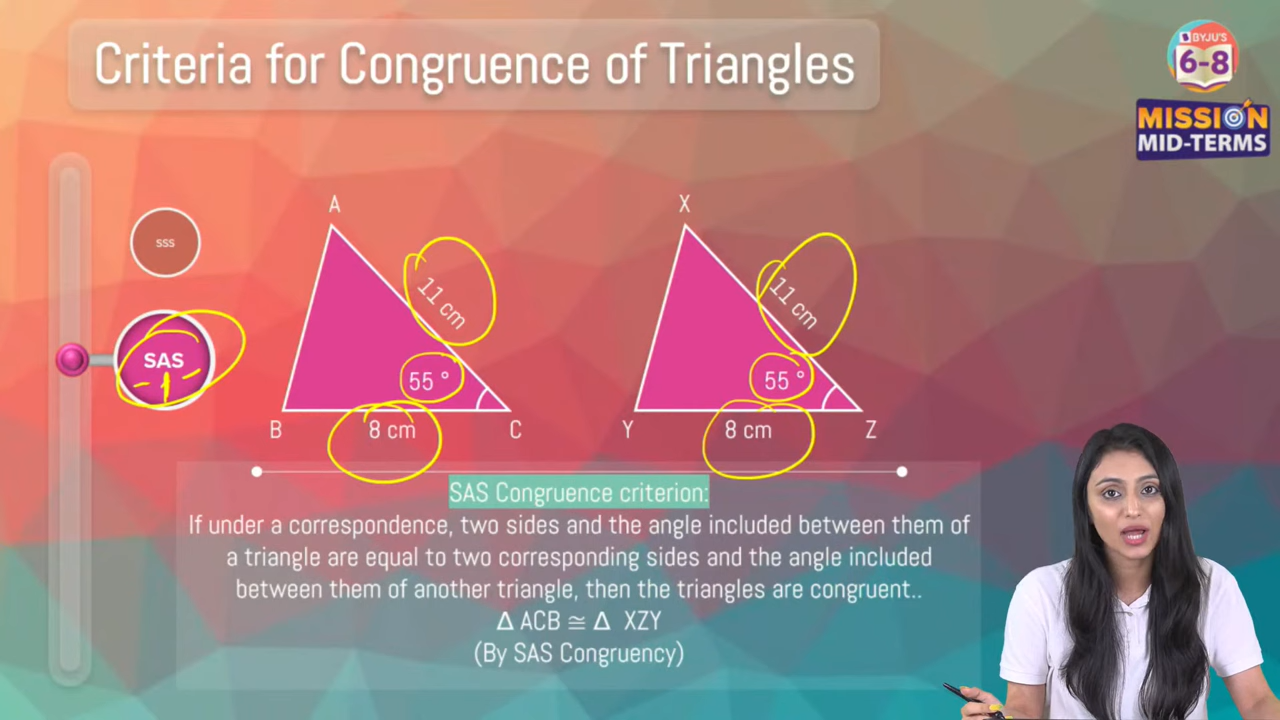 Criteria for Congruence of Triangles
BYJU'S
6-8
MISSION
MID-TERMS
SSS
SAS
A
11 cm
55 °
B
8 cm
C
X
11 cm
55 °
Y
8 cm
Z
SAS Congruence criterion:
If under a correspondence, two sides and the angle included between them of
a triangle are equal to two corresponding sides and the angle included
between them of another triangle, then the triangles are congruent..
Δ ACB ≅ Δ XZY
(By SAS Congruency)